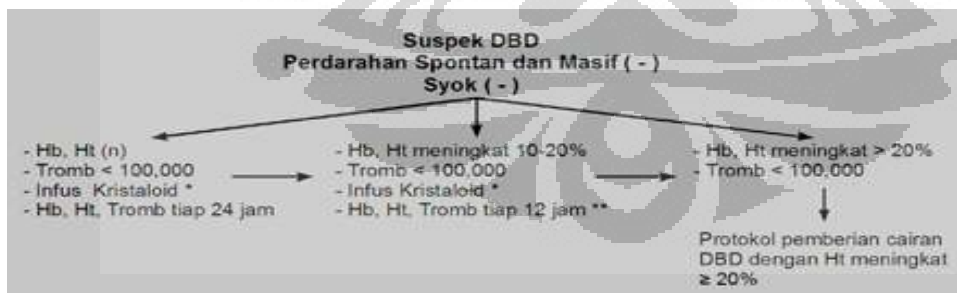 Suspek DBD
Perdarahan Spontan dan Masif ( - )
Syok ( - )
- Hb, Ht (n)
- Tromb < 100,000
- Infus Kristaloid *
- Hb, Ht, Tromb tiap 24 jam
- Hb, Ht meningkat 10-20%
- Tromb < 100,000
- Infus Kristaloid *
- Hb, Ht, Tromb tiap 12 jam **
- Hb, Ht meningkat > 20%
- Tromb < 100,000
Protokol pemberian cairan
DBD dengan Ht meningkat
≥ 20%